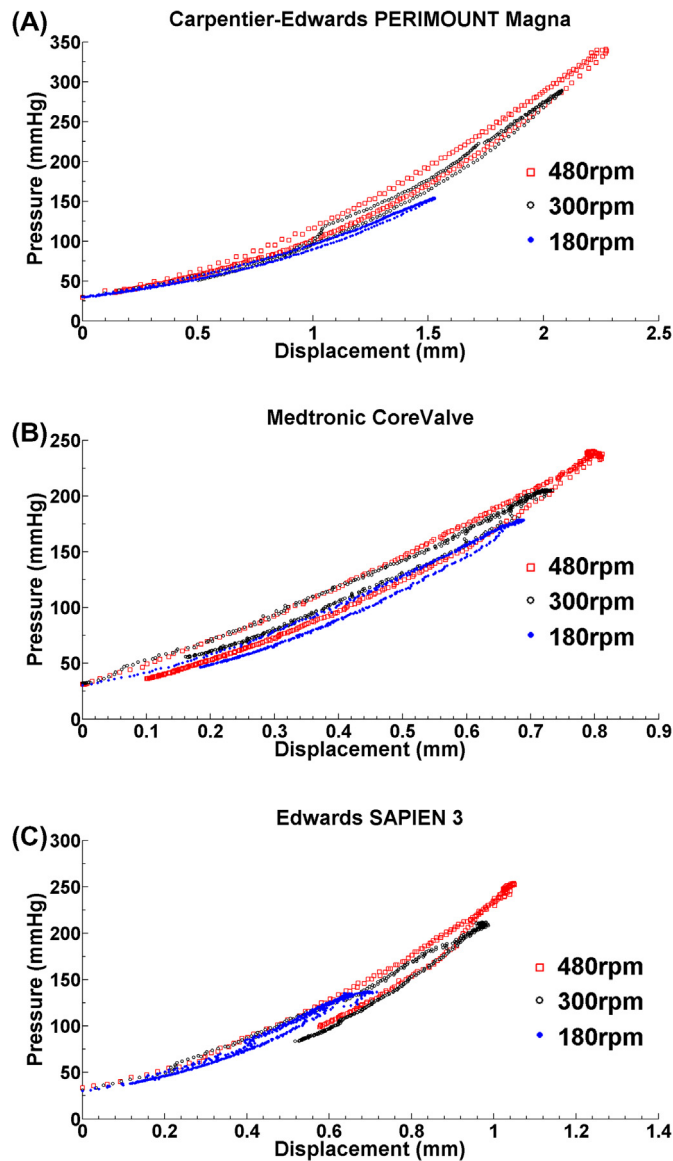 (A)
Carpentier-Edwards PERIMOUNT Magna
350
300
250
200
150
100
50
0
Pressure (mmHg)
480rpm
300rpm
180rpm
0 0.5 1 1.5 2 2.5
Displacement (mm)
(B)
Medtronic CoreValve
250
200
150
100
50
0
Pressure (mmHg)
480rpm
300rpm
180rpm
0 0.1 0.2 0.3 0.4 0.5 0.6 0.7 0.8 0.9
Displacement (mm)
(C)
Edwards SAPIEN 3
300
250
200
150
100
50
0
Pressure (mmHg)
480rpm
300rpm
180rpm
0 0.2 0.4 0.6 0.8 1 1.2 1.4
Displacement (mm)